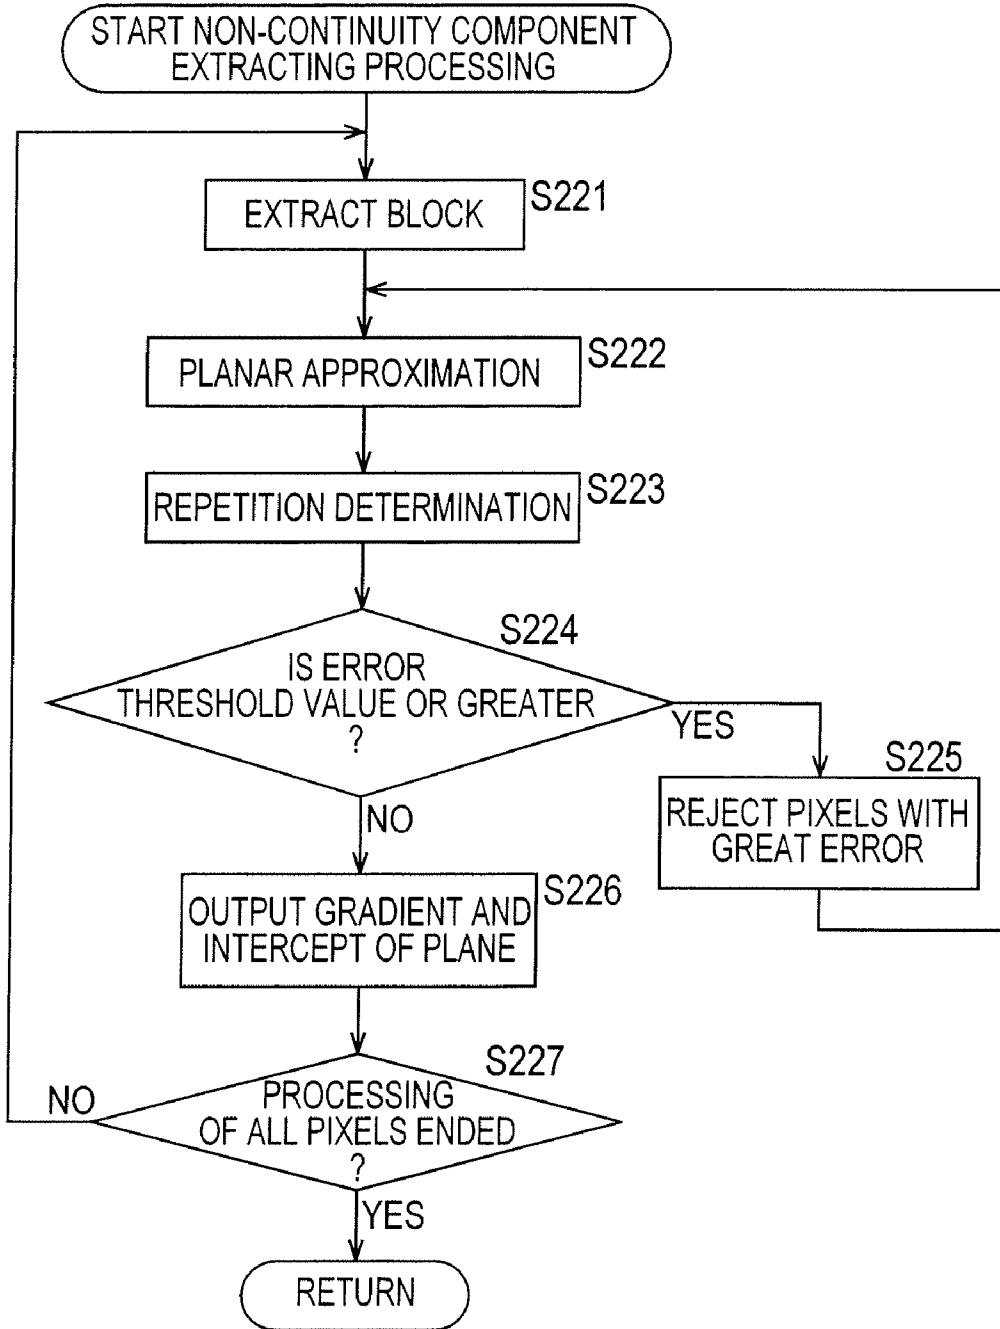 START NON-CONTINUITY COMPONENT
EXTRACTING PROCESSING
EXTRACT BLOCK
S221
PLANAR APPROXIMATION
S222
REPETITION DETERMINATION
S223
S224
IS ERROR
THRESHOLD VALUE OR GREATER
?
YES
NO
S225
REJECT PIXELS WITH
GREAT ERROR
S226
OUTPUT GRADIENT AND
INTERCEPT OF PLANE
S227
PROCESSING
OF ALL PIXELS ENDED
?
NO
YES
RETURN